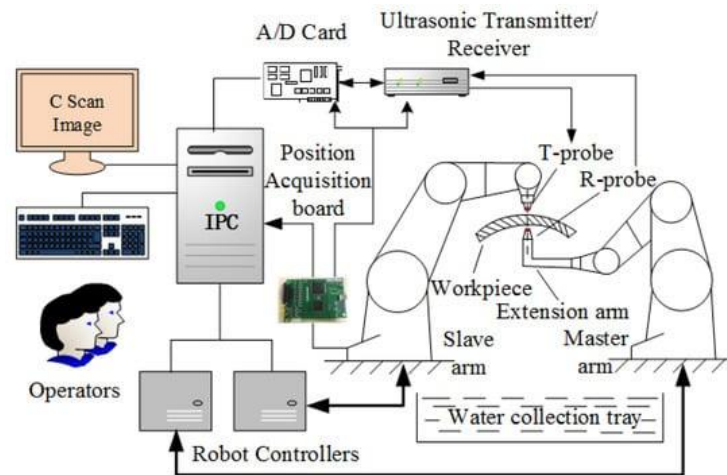 Ultrasonic Transmitter/
Receiver
A/D Card
C Scan
Image
Position
Acquisition
board
IPC
T-probe
R-probe
Workpiece
Extension arm
Slave
arm
Master
arm
Operators
Water collection tray
Robot Controllers